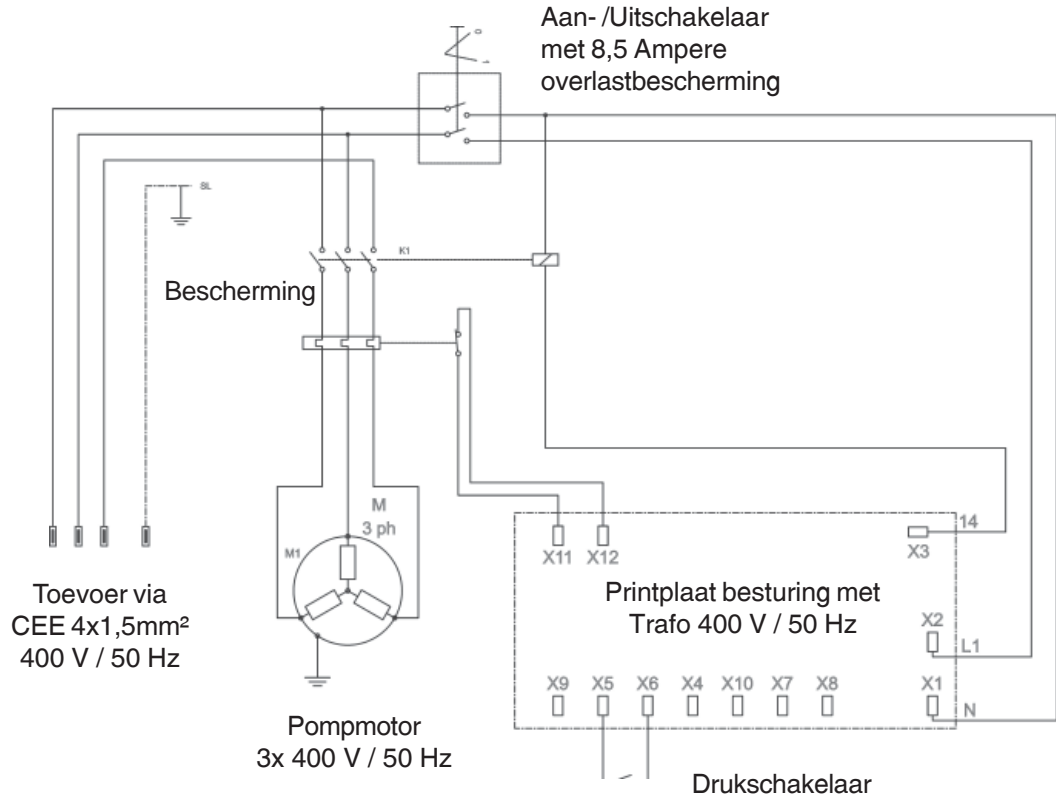 Aan- /Uitschakelaar
met 8,5 Ampere
overlastbescherming
0
1
SL
K1
Bescherming
M
3 ph
M1
14
X11
X12
X3
Toevoer via
CEE 4x1,5mm²
400 V / 50 Hz
Printplaat besturing met
Trafo 400 V / 50 Hz
X2
L1
X9
X5
X6
X4
X10
X7
X8
X1
N
Pompmotor
3x 400 V / 50 Hz
Drukschakelaar